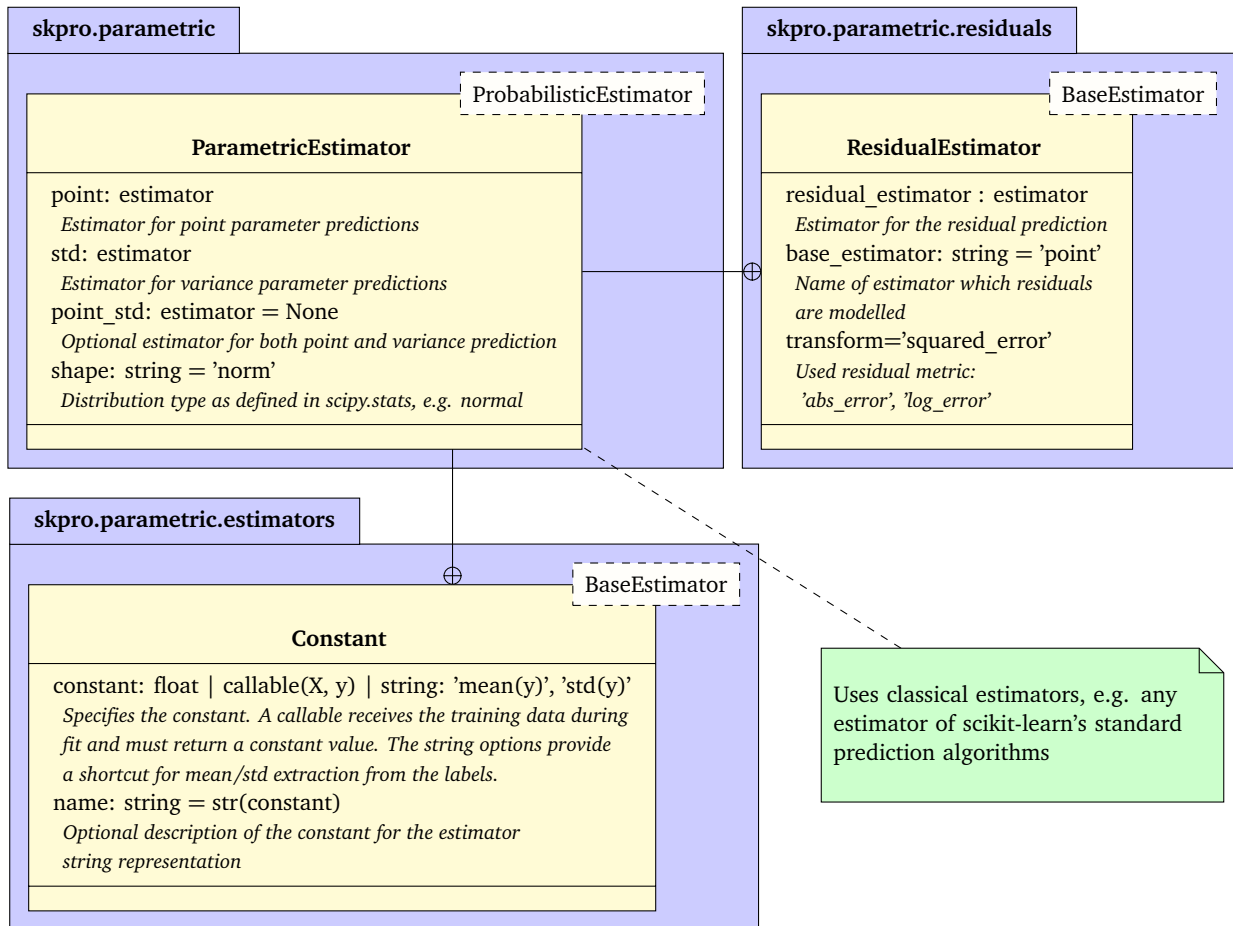 skpro.parametric
ProbabilisticEstimator
ParametricEstimator
point: estimator
Estimator for point parameter predictions
std: estimator
Estimator for variance parameter predictions
point_std: estimator = None
Optional estimator for both point and variance prediction
shape: string = ’norm’
Distribution type as defined in scipy.stats, e.g. normal
skpro.parametric.residuals
BaseEstimator
ResidualEstimator
residual_estimator : estimator
Estimator for the residual prediction
base_estimator: string = ’point’
Name of estimator which residuals
are modelled
transform=’squared_error’
Used residual metric:
’abs_error’, ’log_error’
skpro.parametric.estimators
BaseEstimator
Constant
constant: float | callable(X, y) | string: ’mean(y)’, ’std(y)’
Specifies the constant. A callable receives the training data during
fit and must return a constant value. The string options provide
a shortcut for mean/std extraction from the labels.
name: string = str(constant)
Optional description of the constant for the estimator
string representation
Uses classical estimators, e.g. any
estimator of scikit-learn’s standard
prediction algorithms